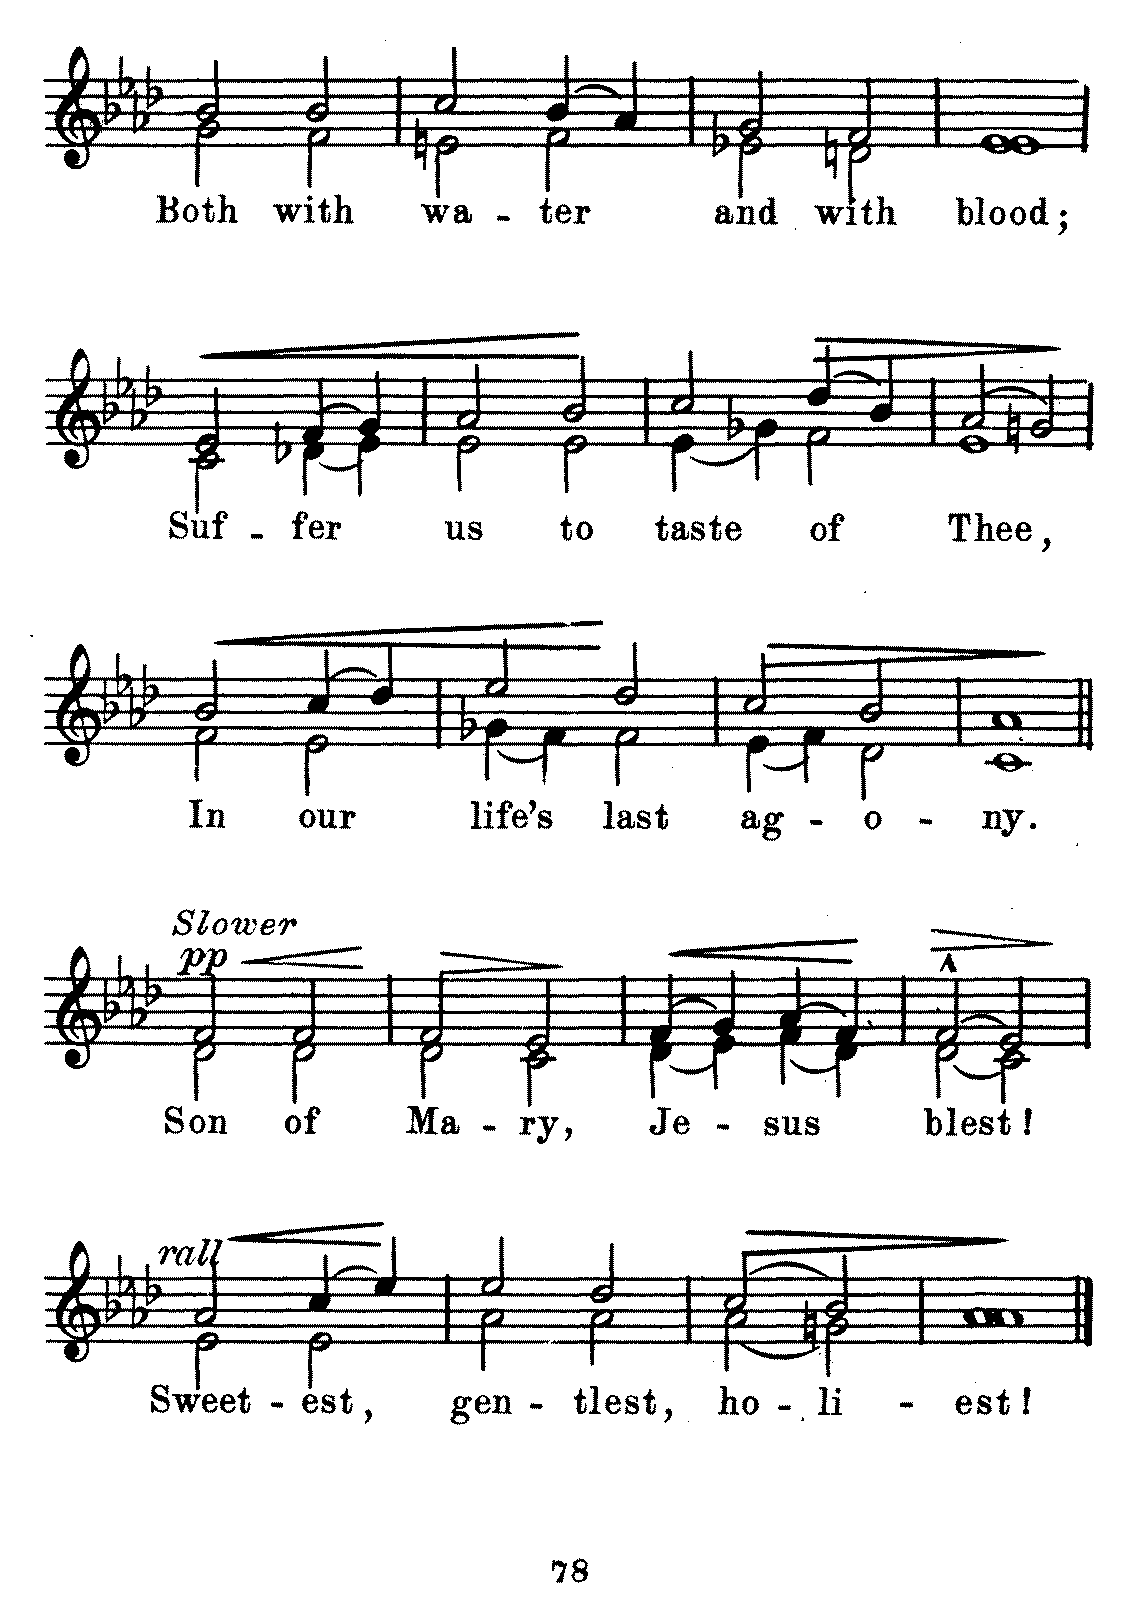 Both with wa - ter and with blood;
Suf - fer us to taste of Thee,
In our life's last ag - o - ny.
Slower
pp
Son of Ma - ry, Je - sus blest!
rall
Sweet - est, gen - tlest, ho - li - est!
78